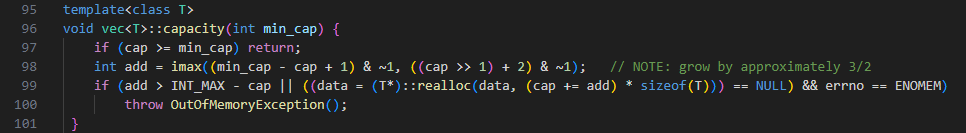 95 template<class T>
96 void vec<T>::capacity(int min_cap) {
97 if (cap >= min_cap) return;
98 int add = imax((min_cap - cap + 1) & ~1, ((cap >> 1) + 2) & ~1); // NOTE: grow by approximately 3/2
99 if (add > INT_MAX - cap || ((data = (T*)::realloc(data, (cap += add) * sizeof(T))) == NULL) && errno == ENOMEM)
100 throw OutOfMemoryException();
101 }